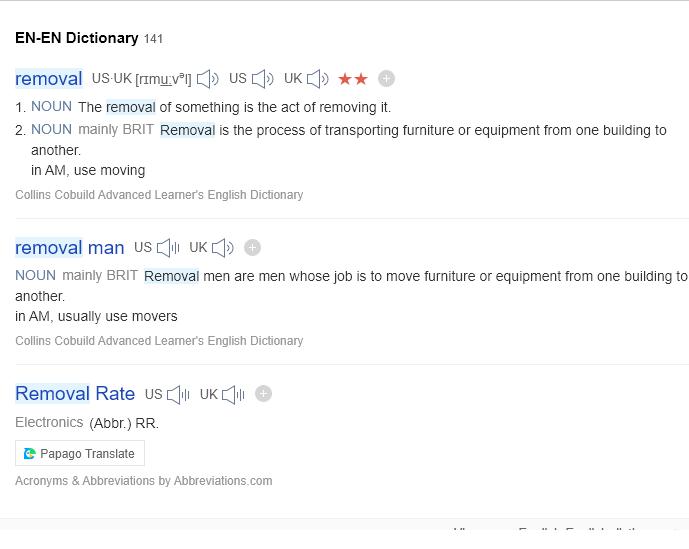 EN-EN Dictionary 141
removal US·UK [rɪmuːvᵊl] US UK
1. NOUN The removal of something is the act of removing it.
2. NOUN mainly BRIT Removal is the process of transporting furniture or equipment from one building to
another.
in AM, use moving
Collins Cobuild Advanced Learner's English Dictionary
removal man US UK
NOUN mainly BRIT Removal men are men whose job is to move furniture or equipment from one building to
another.
in AM, usually use movers
Collins Cobuild Advanced Learner's English Dictionary
Removal Rate US UK
Electronics (Abbr.) RR.
Papago Translate
Acronyms & Abbreviations by Abbreviations.com